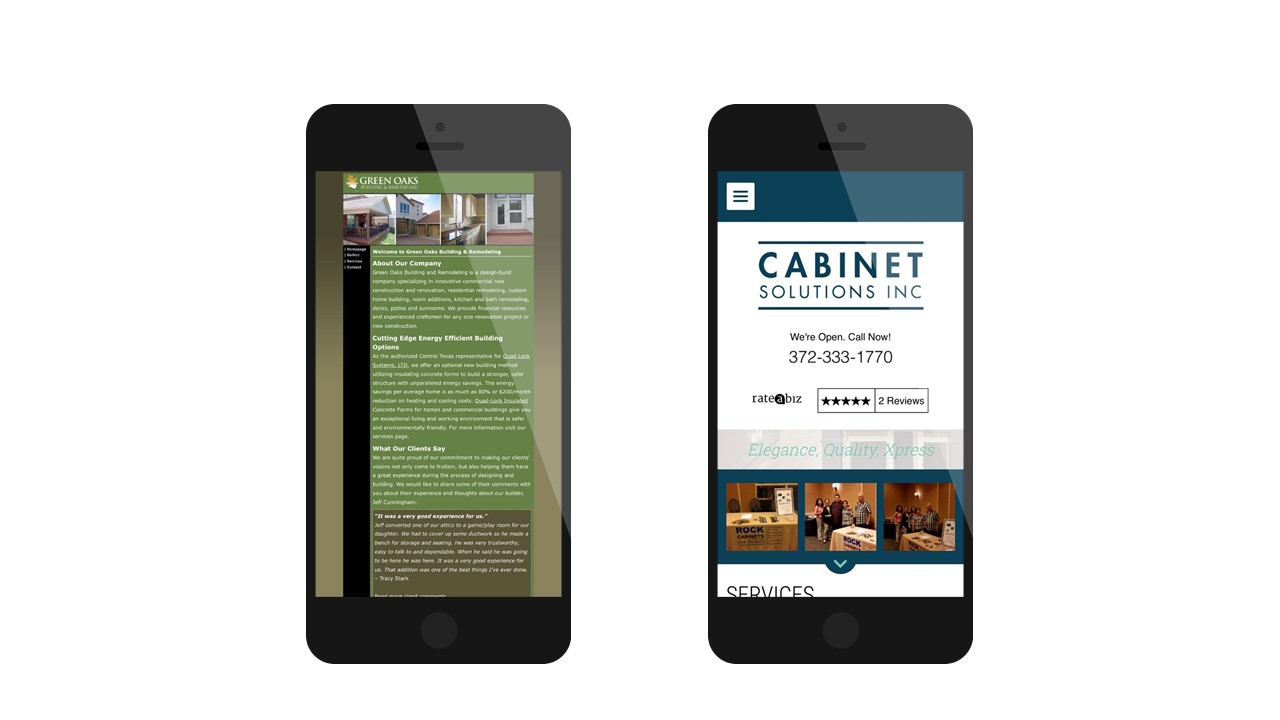 GREEN OAKS
BUILDING & REMODELING
| Homepage
| Gallery
| Services
| Contact
Welcome to Green Oaks Building & Remodeling
About Our Company
Green Oaks Building and Remodeling is a design-build
company specializing in innovative commercial new
construction and renovation, residential remodeling, custom
home building, room additions, kitchen and bath remodeling,
decks, patios and sunrooms. We provide financial resources
and experienced craftsmen for any size renovation project or
new construction.
Cutting Edge Energy Efficient Building
Options
As the authorized Central Texas representative for Quad Lock
Systems, LTD, we offer an optional new building method
utilizing insulating concrete forms to build a stronger, safer
structure with unparalleled energy savings. The energy
savings per average home is as much as 80% or $200/month
reduction on heating and cooling costs. Quad-Lock Insulated
Concrete Forms for homes and commercial buildings give you
an exceptional living and working environment that is safer
and environmentally friendly. For more information visit our
services page.
What Our Clients Say
We are quite proud of our commitment to making our clients'
visions not only come to fruition, but also helping them have
a great experience during the process of designing and
building. We would like to share some of their comments with
you about their experience and thoughts about our builder,
Jeff Cunningham.
"It was a very good experience for us."
Jeff converted one of our attics to a game/play room for our
daughter. We had to cover up some ductwork so he made a
bench for storage and seating. He was very trustworthy,
easy to talk to and dependable. When he said he was going
to be here he was here. It was a very good experience for
us. That addition was one of the best things I've ever done.
– Tracy Stark
Read more client comments
CABINET
SOLUTIONS INC
We're Open. Call Now!
372-333-1770
rateabiz
2 Reviews
Elegance, Quality, Xpress
ROCK
CABINETS
ROCK
SERVICES